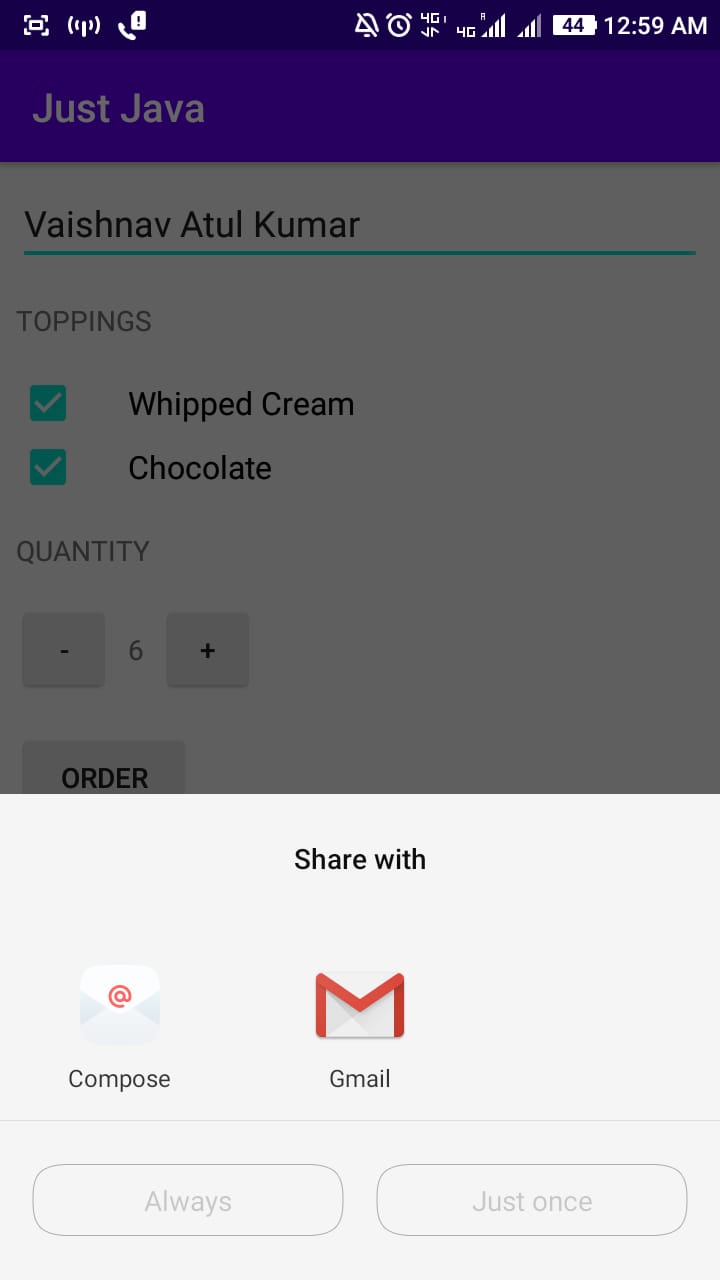 4G R 4G 44 12:59 AM
Just Java
Vaishnav Atul Kumar
TOPPINGS
Whipped Cream
Chocolate
QUANTITY
- 6 +
ORDER
Share with
@
Compose Gmail
Always Just once